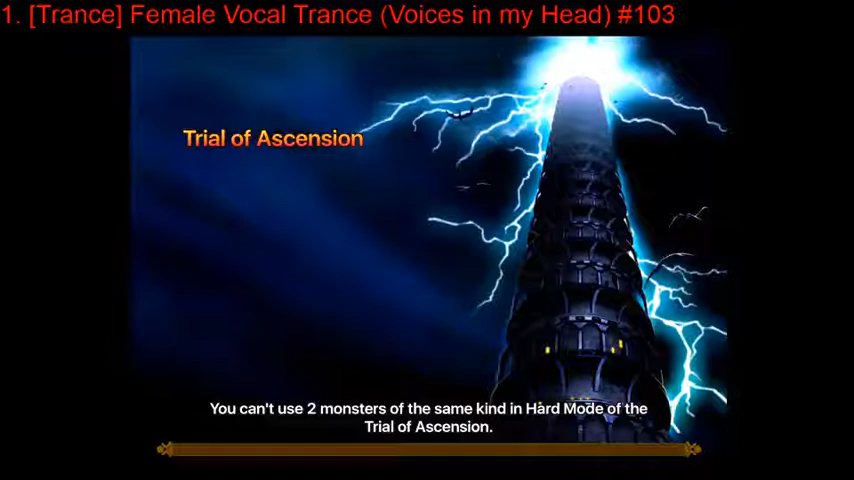 1. [Trance] Female Vocal Trance (Voices in my Head) #103
Trial of Ascension
You can't use 2 monsters of the same kind in Hard Mode of the
Trial of Ascension.